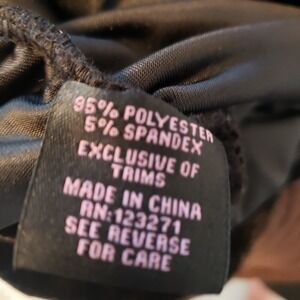 95% POLYESTER
5% SPANDEX
EXCLUSIVE OF
TRIMS
MADE IN CHINA
RN:123271
SEE REVERSE
FOR CARE